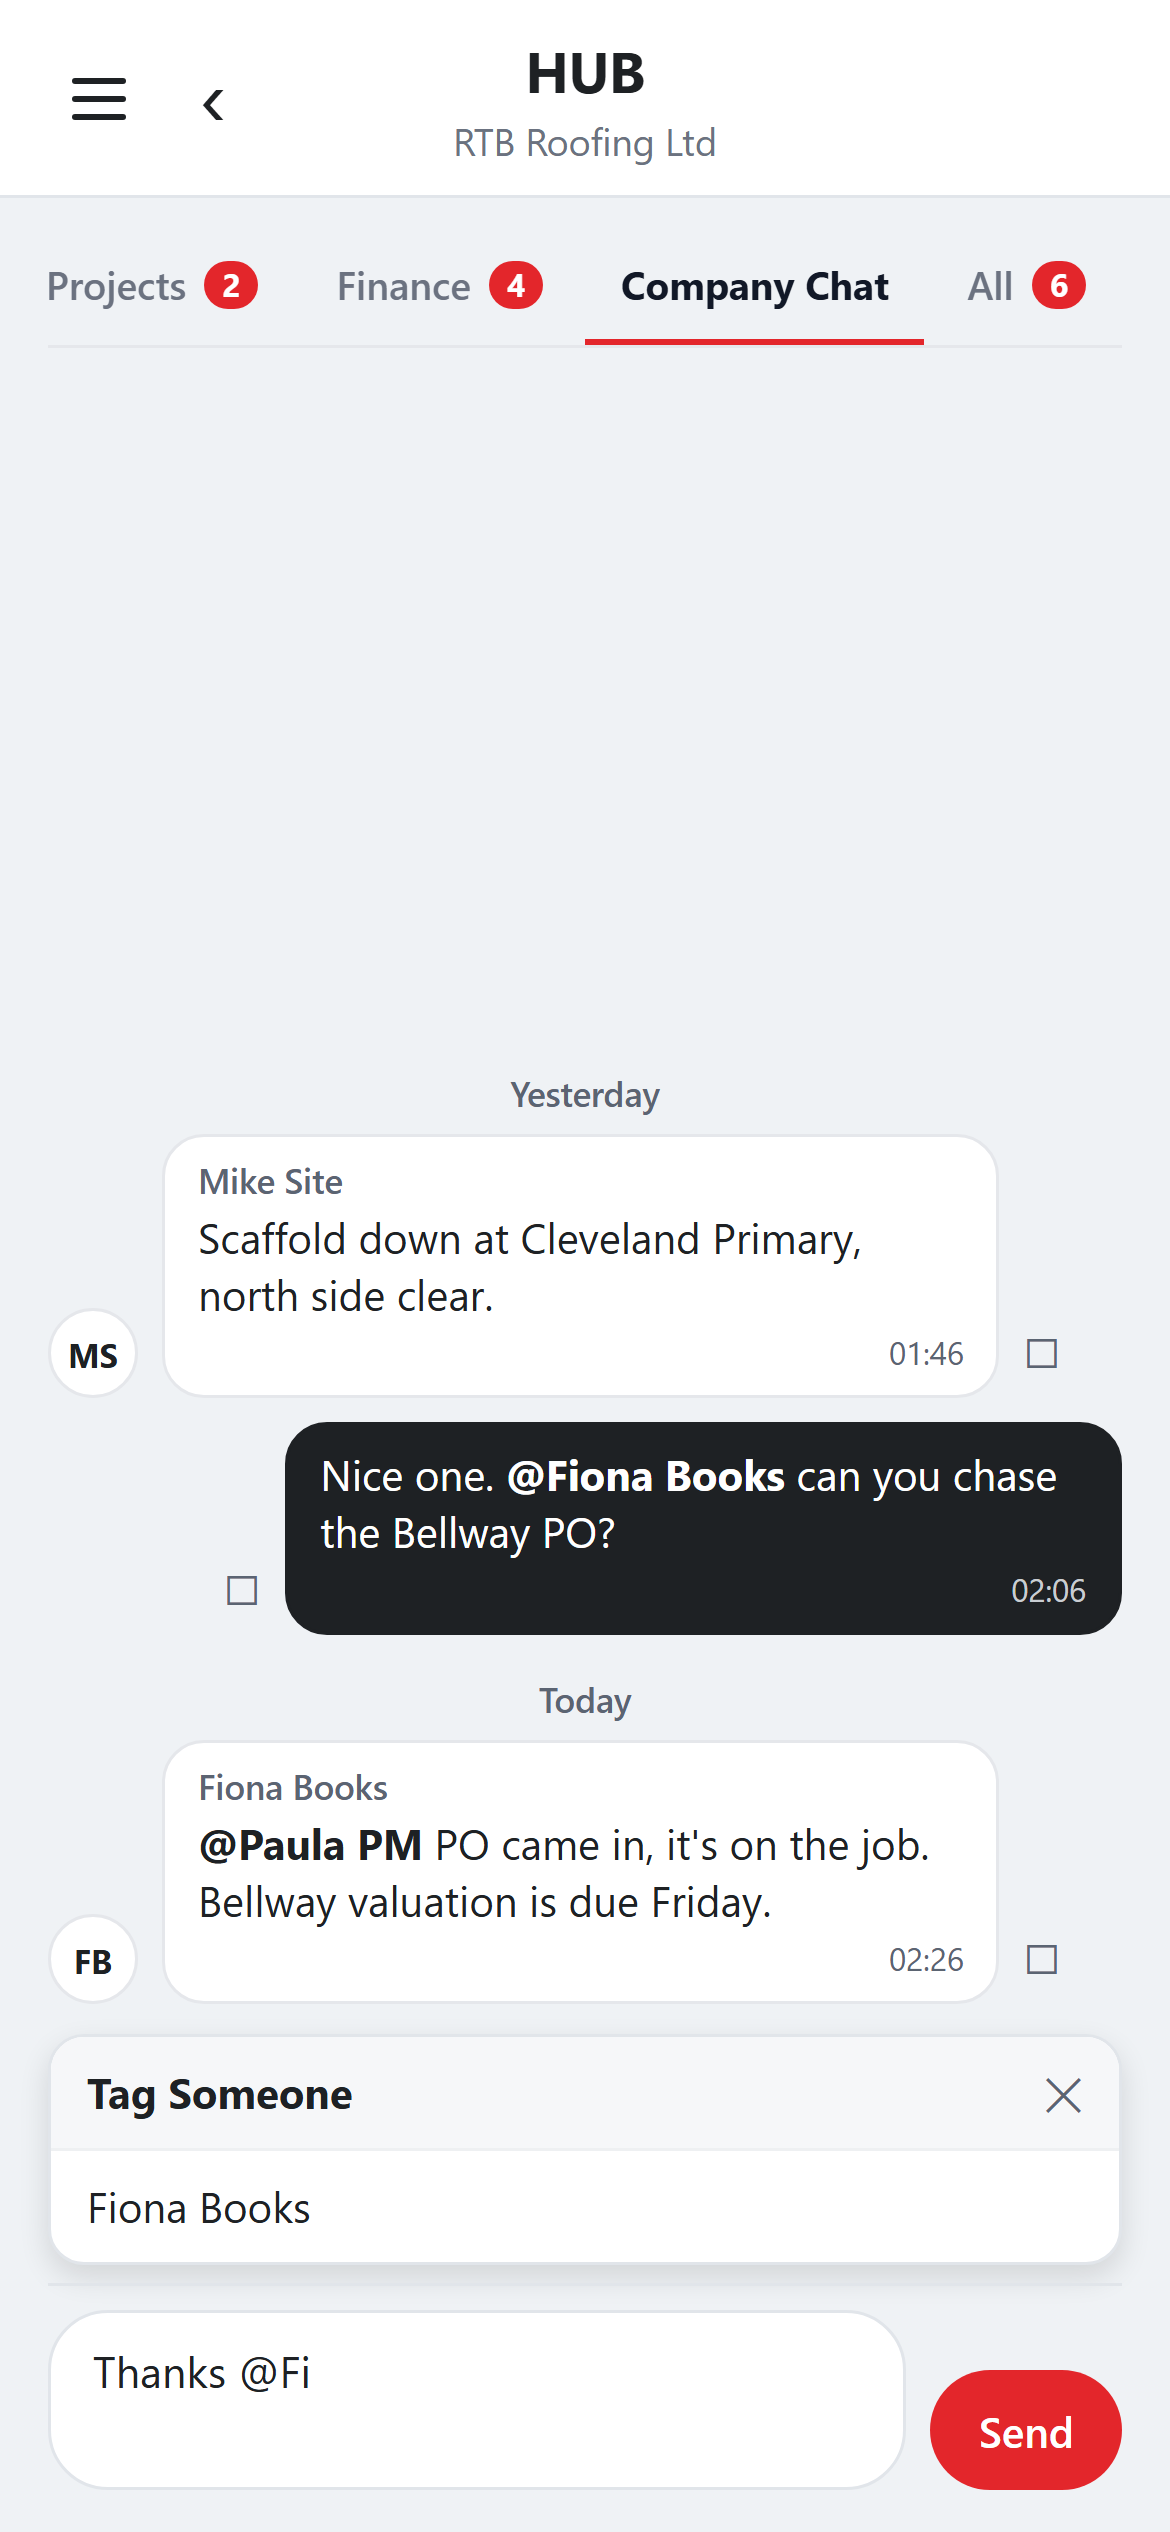 HUB
RTB Roofing Ltd
Projects 2 Finance 4 Company Chat All 6
Yesterday
Mike Site
Scaffold down at Cleveland Primary,
north side clear.
MS
01:46
Nice one. @Fiona Books can you chase
the Bellway PO?
02:06
Today
Fiona Books
@Paula PM PO came in, it's on the job.
Bellway valuation is due Friday.
FB
02:26
Tag Someone
Fiona Books
Thanks @Fi
Send